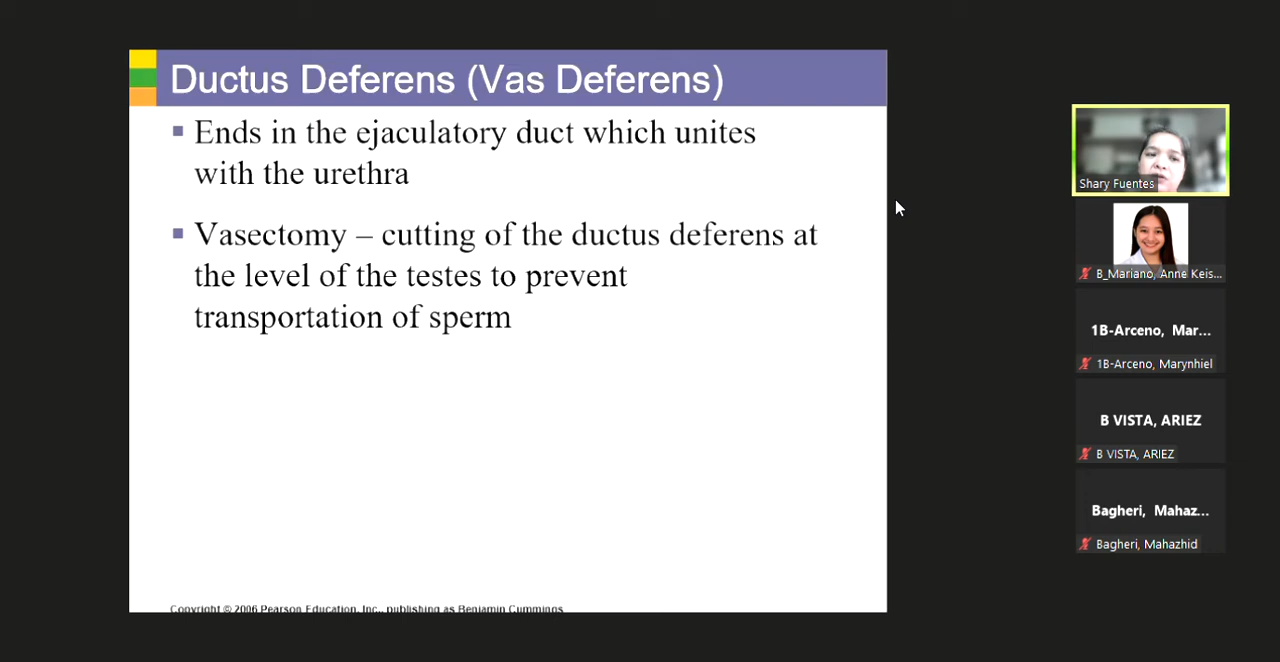 Ductus Deferens (Vas Deferens)
Ends in the ejaculatory duct which unites
with the urethra
Vasectomy – cutting of the ductus deferens at
the level of the testes to prevent
transportation of sperm
Copyright © 2006 Pearson Education, Inc., publishing as Benjamin Cummings
Shary Fuentes
B_Mariano, Anne Keis...
1B-Arceno, Mar...
1B-Arceno, Marynhiel
B VISTA, ARIEZ
B VISTA, ARIEZ
Bagheri, Mahaz...
Bagheri, Mahazhid